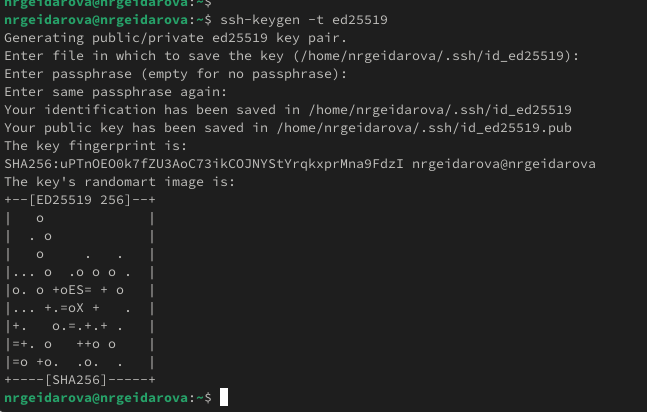 nrgeidarova@nrgeidarova:~$
nrgeidarova@nrgeidarova:~$ ssh-keygen -t ed25519
Generating public/private ed25519 key pair.
Enter file in which to save the key (/home/nrgeidarova/.ssh/id_ed25519):
Enter passphrase (empty for no passphrase):
Enter same passphrase again:
Your identification has been saved in /home/nrgeidarova/.ssh/id_ed25519
Your public key has been saved in /home/nrgeidarova/.ssh/id_ed25519.pub
The key fingerprint is:
SHA256:uPTnOEO0k7fZU3AoC73ikCOJNYStYrqkxprMna9FdzI nrgeidarova@nrgeidarova
The key's randomart image is:
+--[ED25519 256]--+
|   o             |
|  . o            |
|   o     .   .   |
|... o  .o o o .  |
|o. o +oES= + o   |
|... +.=oX +   .  |
|+.   o.=.+.+ .   |
|=+. o   ++o o    |
|=o +o.  .o.  .   |
+----[SHA256]-----+
nrgeidarova@nrgeidarova:~$